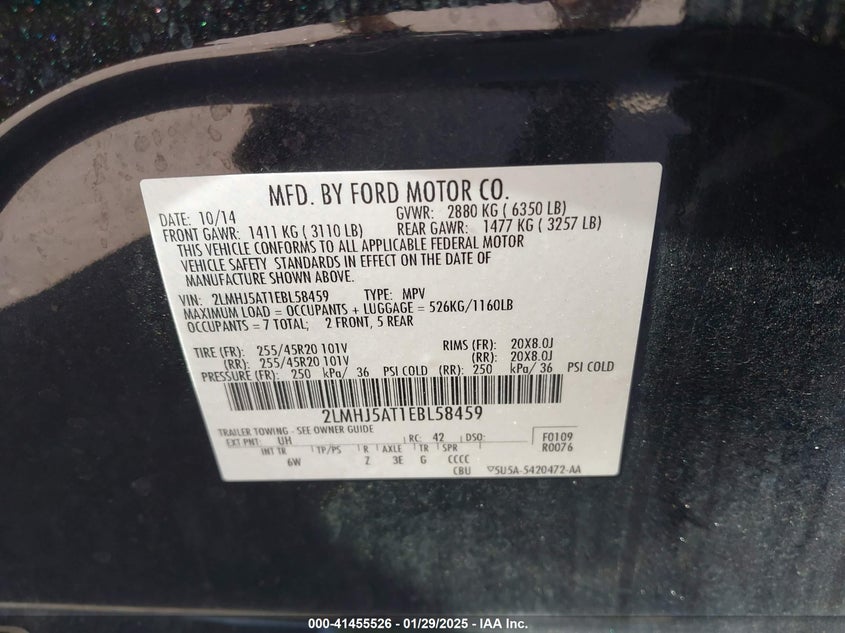 MFD. BY FORD MOTOR CO.
DATE: 10/14 GVWR: 2880 KG ( 6350 LB)
FRONT GAWR: 1411 KG ( 3110 LB) REAR GAWR: 1477 KG ( 3257 LB)
THIS VEHICLE CONFORMS TO ALL APPLICABLE FEDERAL MOTOR
VEHICLE SAFETY STANDARDS IN EFFECT ON THE DATE OF
MANUFACTURE SHOWN ABOVE.
VIN: 2LMHJ5AT1EBL58459 TYPE: MPV
MAXIMUM LOAD = OCCUPANTS + LUGGAGE = 526KG/1160LB
OCCUPANTS = 7 TOTAL; 2 FRONT, 5 REAR
TIRE (FR): 255/45R20 101V RIMS (FR): 20X8.0J
(RR): 255/45R20 101V (RR): 20X8.0J
PRESSURE (FR): 250 kPa/ 36 PSI COLD (RR): 250 kPa/ 36 PSI COLD
2LMHJ5AT1EBL58459
TRAILER TOWING - SEE OWNER GUIDE
EXT PNT: UH RC: 42 DSO: F0109
INT TR TP/PS R AXLE TR SPR R0076
6W Z 3E G CCCC
CBU 5U5A-5420472-AA
000-41455526 - 01/29/2025 - IAA Inc.